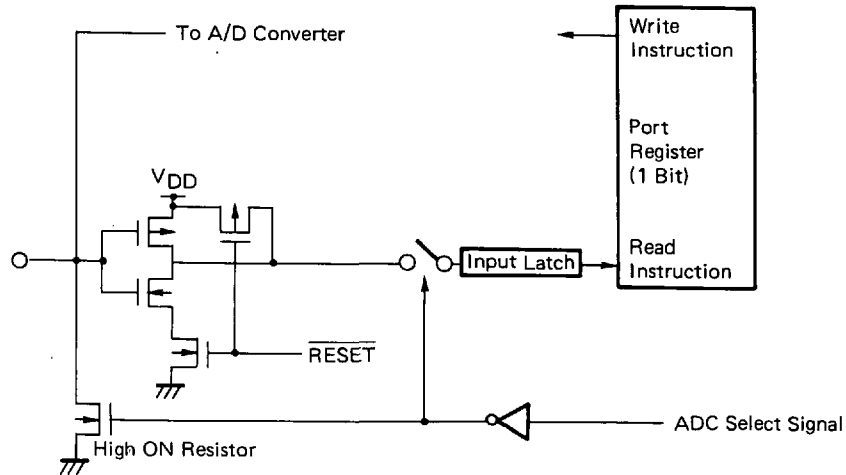 To A/D Converter
Write
Instruction
Port
Register
(1 Bit)
VDD
Read
Instruction
Input Latch
RESET
ADC Select Signal
High ON Resistor